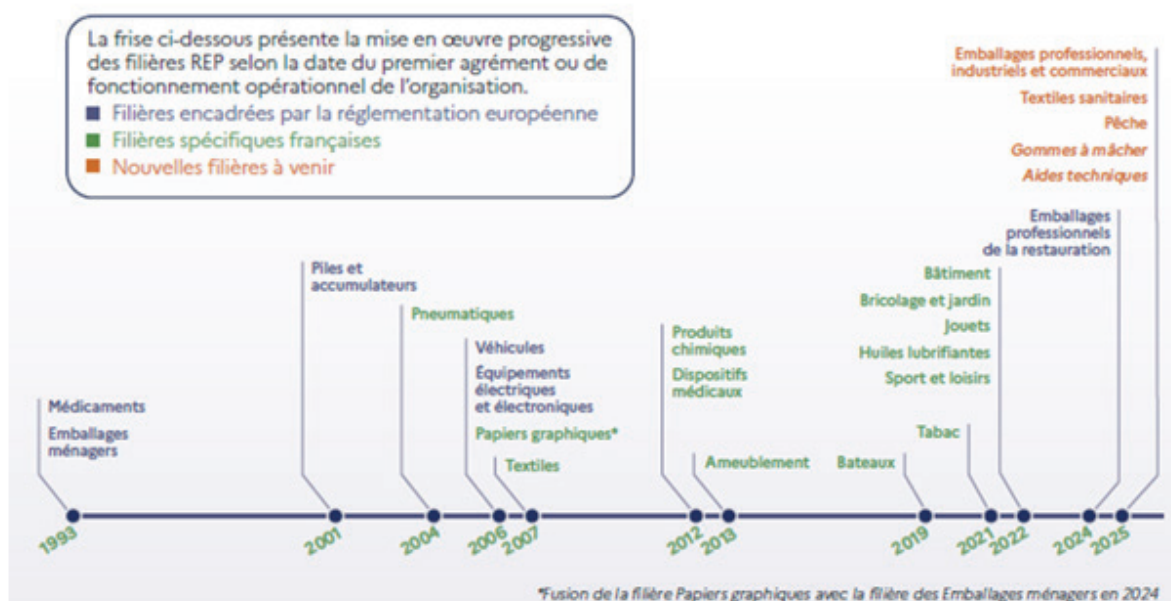 La frise ci-dessous présente la mise en œuvre progressive
des filières REP selon la date du premier agrément ou de
fonctionnement opérationnel de l'organisation.
Filières encadrées par la réglementation européenne
Filières spécifiques françaises
Nouvelles filières à venir
Emballages professionnels,
industriels et commerciaux
Textiles sanitaires
Pêche
Gommes à mâcher
Aides techniques
Emballages
professionnels
de la restauration
Piles et
accumulateurs
Bâtiment
Bricolage et jardin
Jouets
Huiles lubrifiantes
Sport et loisirs
Pneumatiques
Véhicules
Équipements
électriques
et électroniques
Papiers graphiques*
Textiles
Produits
chimiques
Dispositifs
médicaux
Médicaments
Emballages
ménagers
Tabac
Ameublement
Bateaux
1993
2001
2004
2006
2007
2012
2013
2019
2021
2022
2024
2025
*Fusion de la filière Papiers graphiques avec la filière des Emballages ménagers en 2024